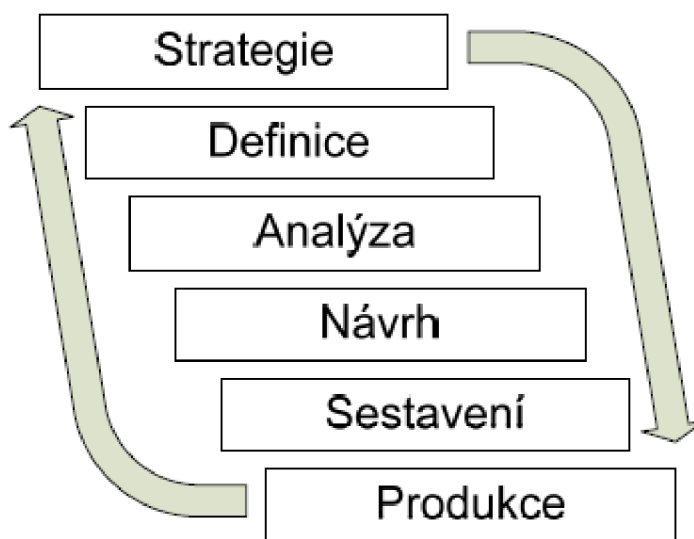 Strategie
Definice
Analýza
Návrh
Sestavení
Produkce